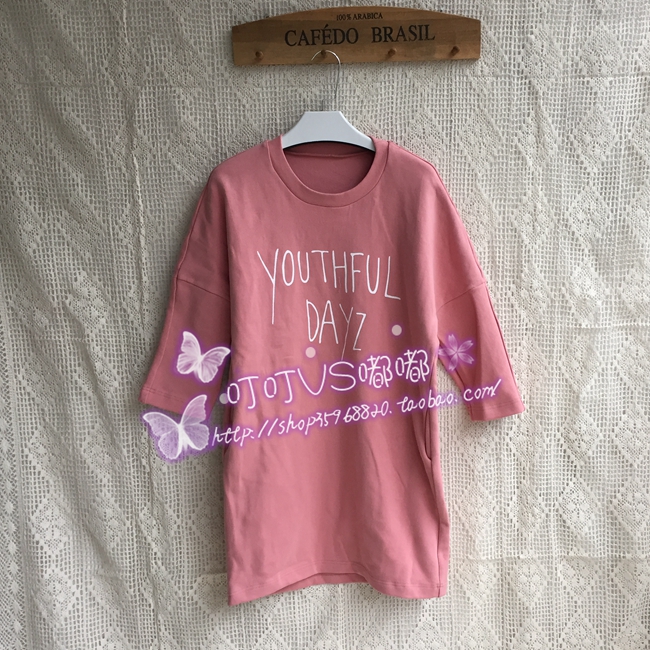 100% ARABICA
CAFÉDO BRASIL
YOUTHFUL
DAYZ
叮叮VS嘟嘟
http://shop35968820.taobao.com/